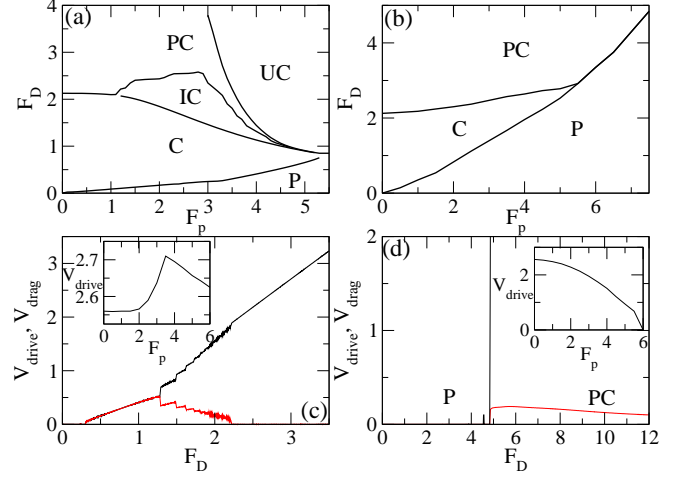 (a)
PC
UC
IC
C
P
F_D
4
3
2
1
0
0 1 2 3 4 5
F_p
(b)
PC
C
P
F_D
4
2
0
0 2 4 6
F_p
(c)
V_drive, V_drag
3
2
1
0
0 1 2 3
F_D
2.7
2.6
V_drive
0 2 4 6
F_p
(d)
P
PC
V_drive, V_drag
2
1
0
0 2 4 6 8 10 12
F_D
2
0
V_drive
0 2 4 6
F_p